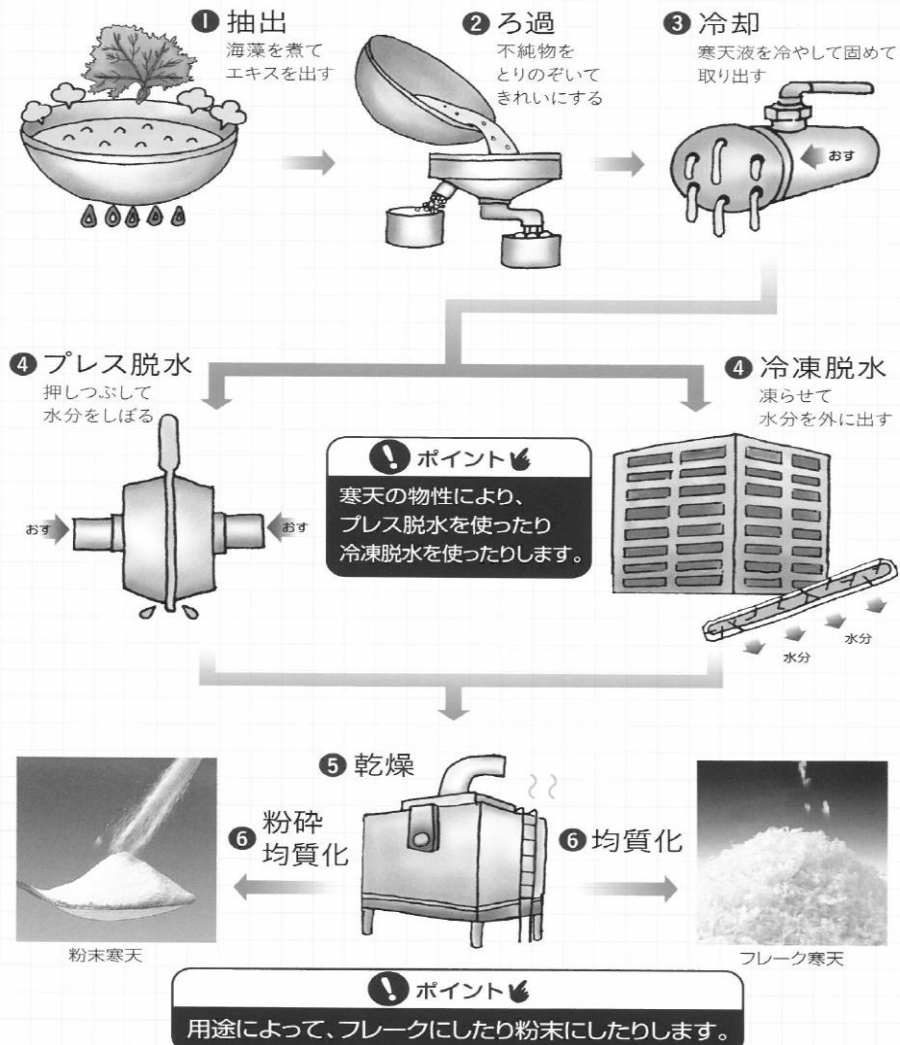 ❶ 抽出
海藻を煮て
エキスを出す
❷ ろ過
不純物を
とりのぞいて
きれいにする
❸ 冷却
寒天液を冷やして固めて
取り出す
おす
❹ プレス脱水
押しつぶして
水分をしぼる
おす
おす
ポイント
寒天の物性により、
プレス脱水を使ったり
冷凍脱水を使ったりします。
❹ 冷凍脱水
凍らせて
水分を外に出す
水分
水分
❺ 乾燥
❻ 粉砕
均質化
粉末寒天
❻ 均質化
フレーク寒天
ポイント
用途によって、フレークにしたり粉末にしたりします。